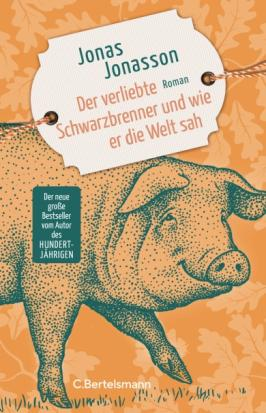 Jonas
Jonasson
Der verliebte Roman
Schwarzbrenner und wie
er die Welt sah
Der neue
große
Bestseller
vom Autor
des
HUNDERT-
JÄHRIGEN
C.Bertelsmann